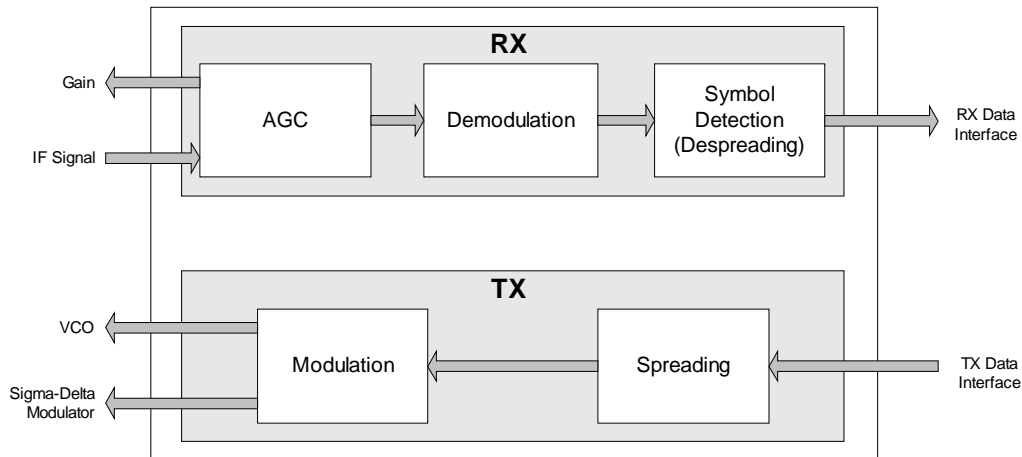 RX
Gain
IF Signal
AGC
Demodulation
Symbol
Detection
(Despreading)
RX Data
Interface
TX
VCO
Sigma-Delta
Modulator
Modulation
Spreading
TX Data
Interface